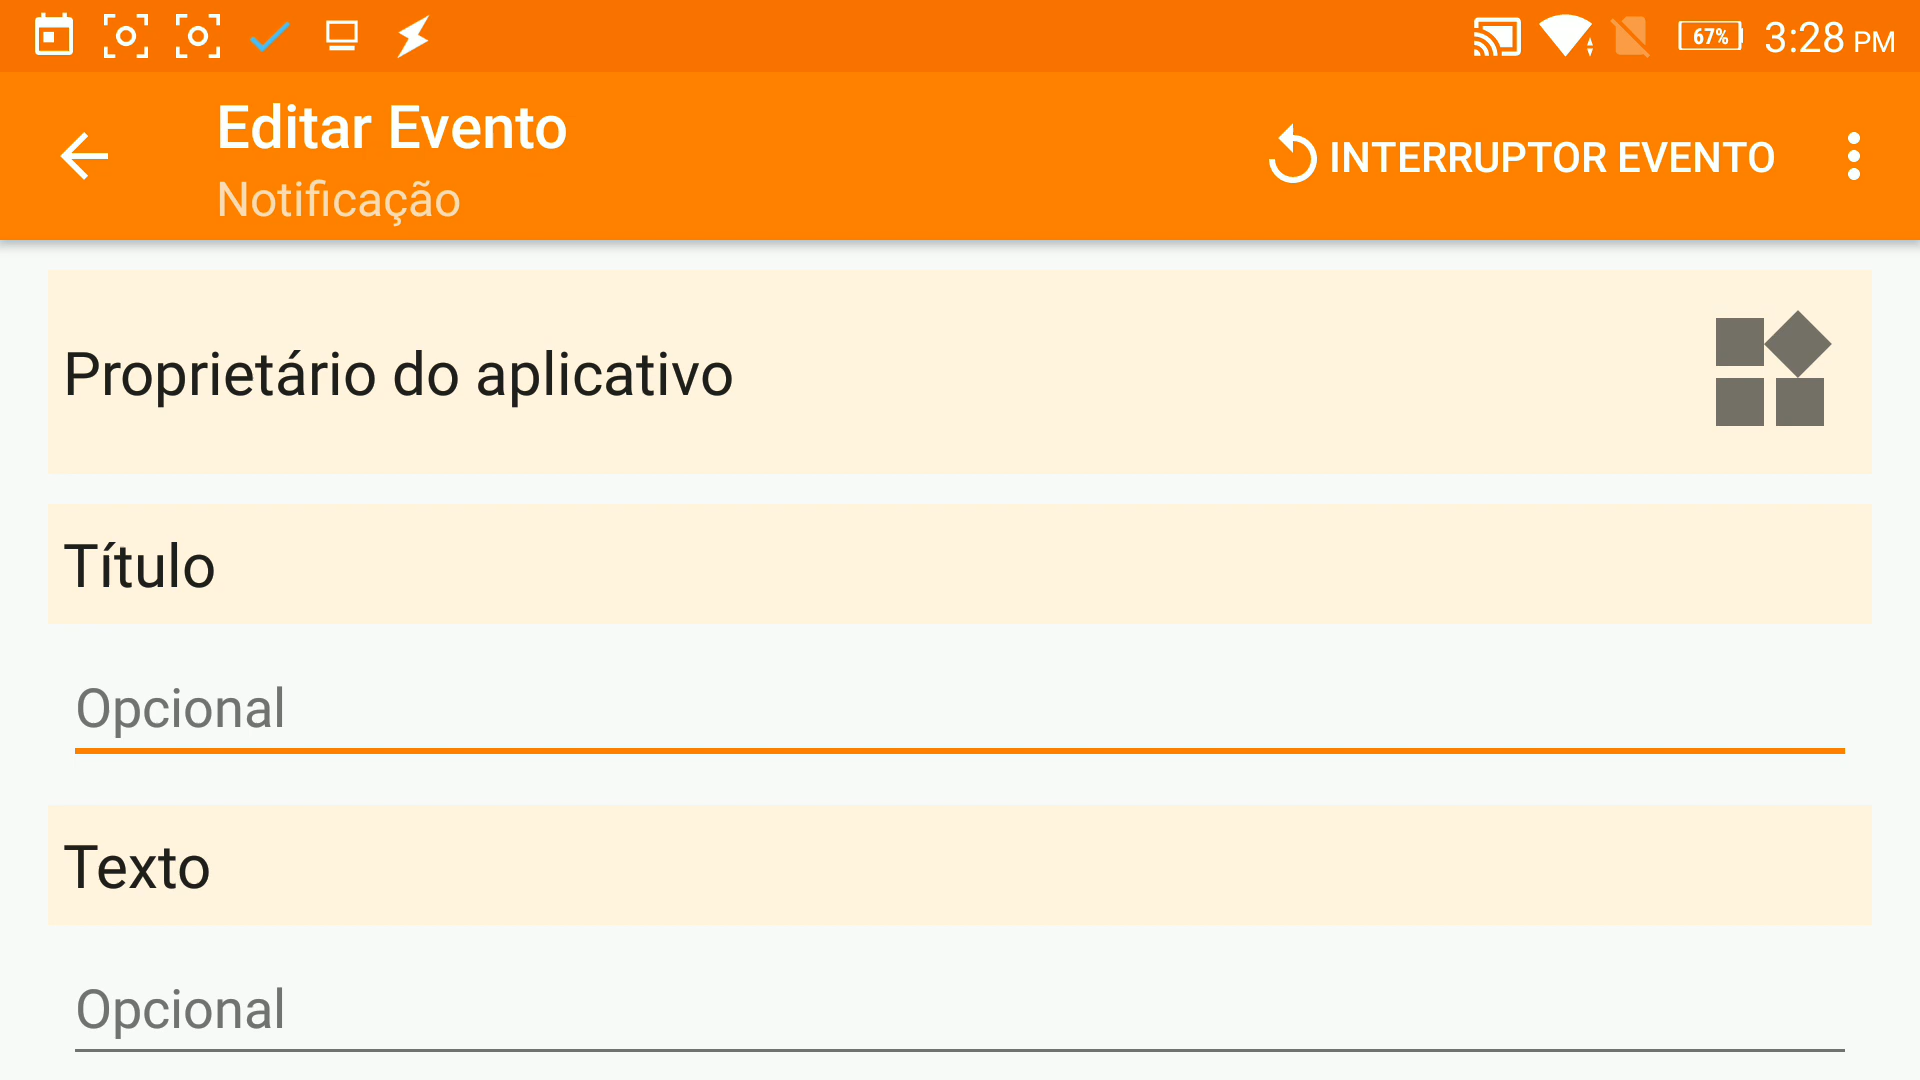 67% 3:28 PM
Editar Evento
Notificação
INTERRUPTOR EVENTO
Proprietário do aplicativo
Título
Opcional
Texto
Opcional